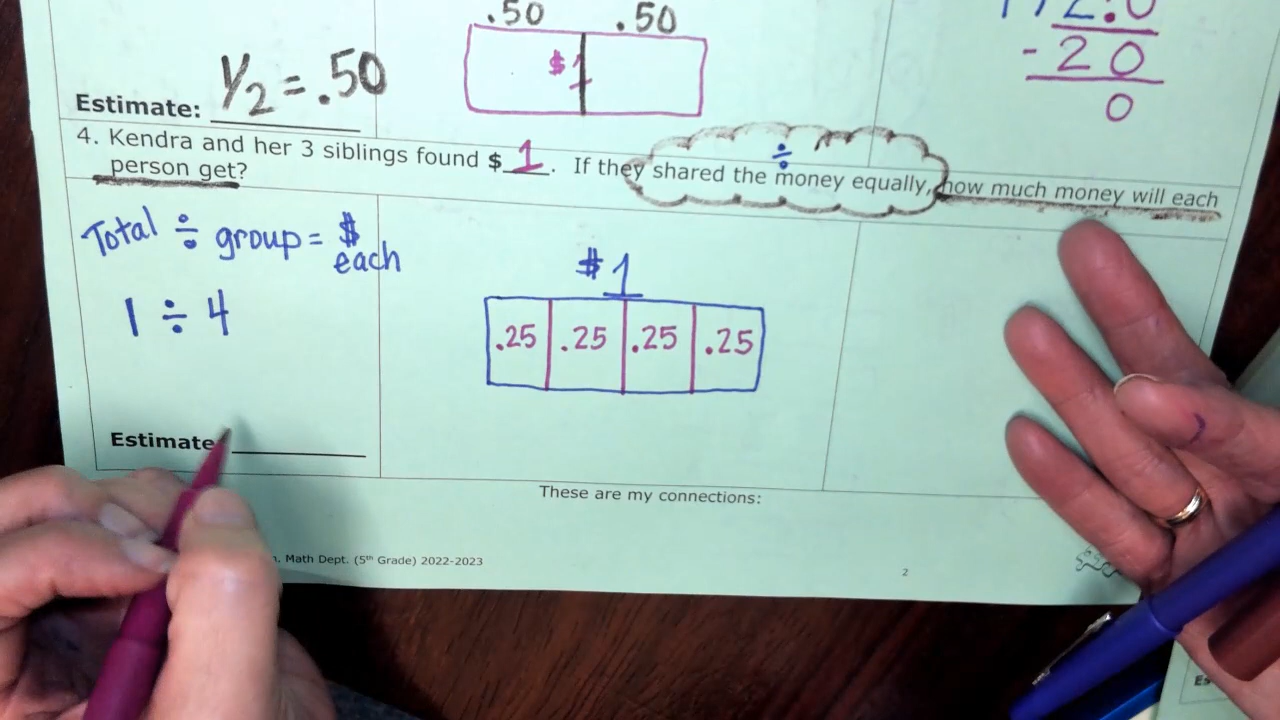 .50 .50
2.0
Estimate: 1/2 = .50
$1
- 20
0
4. Kendra and her 3 siblings found $ 1. If they shared the money equally, how much money will each
÷
person get?
Total ÷ group = $
each
1 ÷ 4
$1
.25 .25 .25 .25
Estimate
These are my connections:
Math Dept. (5th Grade) 2022-2023
2